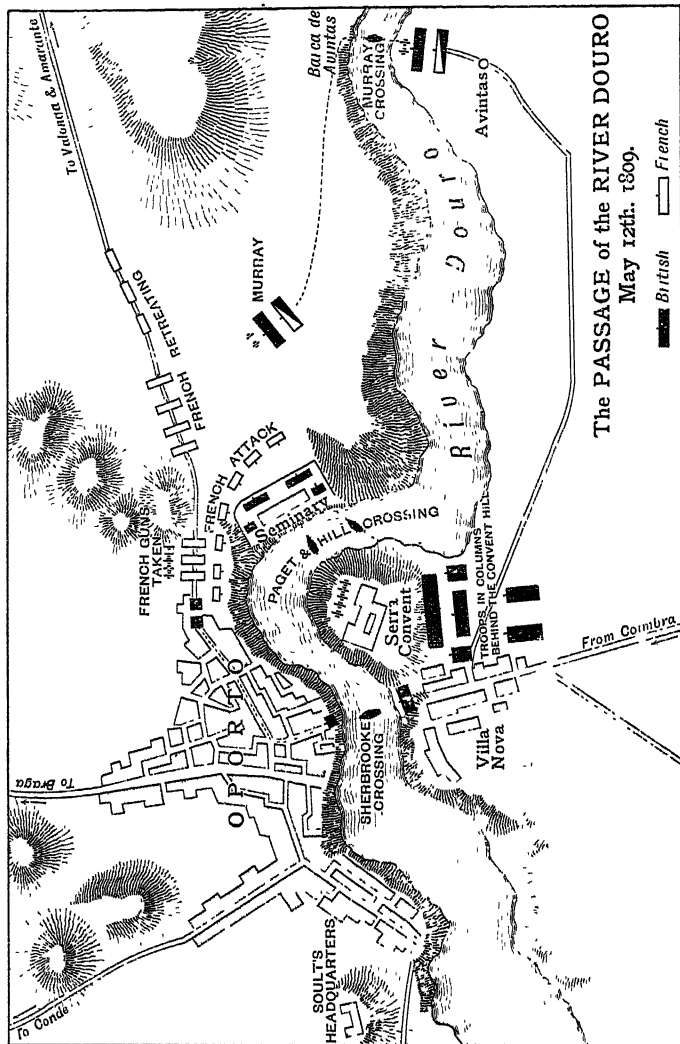 The PASSAGE of the RIVER DOURO
May 12th. 1809.
British
French
To Valonga & Amarante
Barca de
Avintas
MURRAY
CROSSING
Avintas
MURRAY
FRENCH RETREATING
FRENCH ATTACK
FRENCH GUNS
TAKEN
Seminary
PAGET & HILL CROSSING
River Douro
Serra
Convent
TROOPS IN COLUMNS
BEHIND THE CONVENT HILL
From Coimbra
Villa
Nova
SHERBROOKE
CROSSING
OPORTO
To Braga
To Conde
SOULT'S
HEADQUARTERS